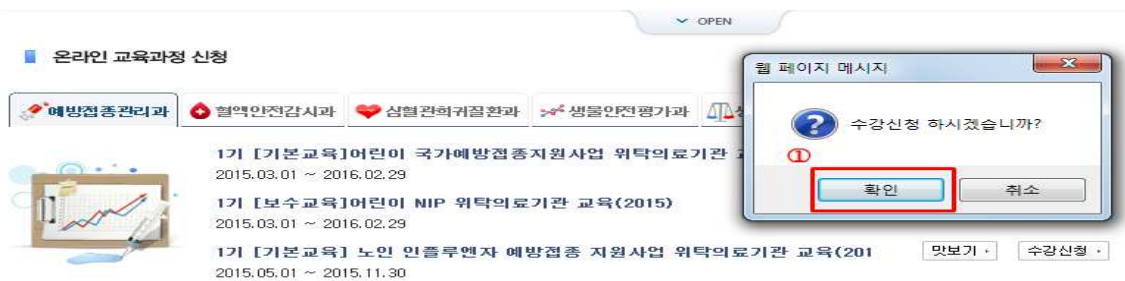 OPEN
온라인 교육과정 신청
웹 페이지 메시지
예방접종관리과 혈액안전감시과 심혈관희귀질환과 생물안전평가과
수강신청 하시겠습니까?
①
확인 취소
1기 [기본교육]어린이 국가예방접종지원사업 위탁의료기관
2015.03.01 ~ 2016.02.29
1기 [보수교육]어린이 NIP 위탁의료기관 교육(2015)
2015.03.01 ~ 2016.02.29
1기 [기본교육] 노인 인플루엔자 예방접종 지원사업 위탁의료기관 교육(201 맛보기 수강신청
2015.05.01 ~ 2015.11.30